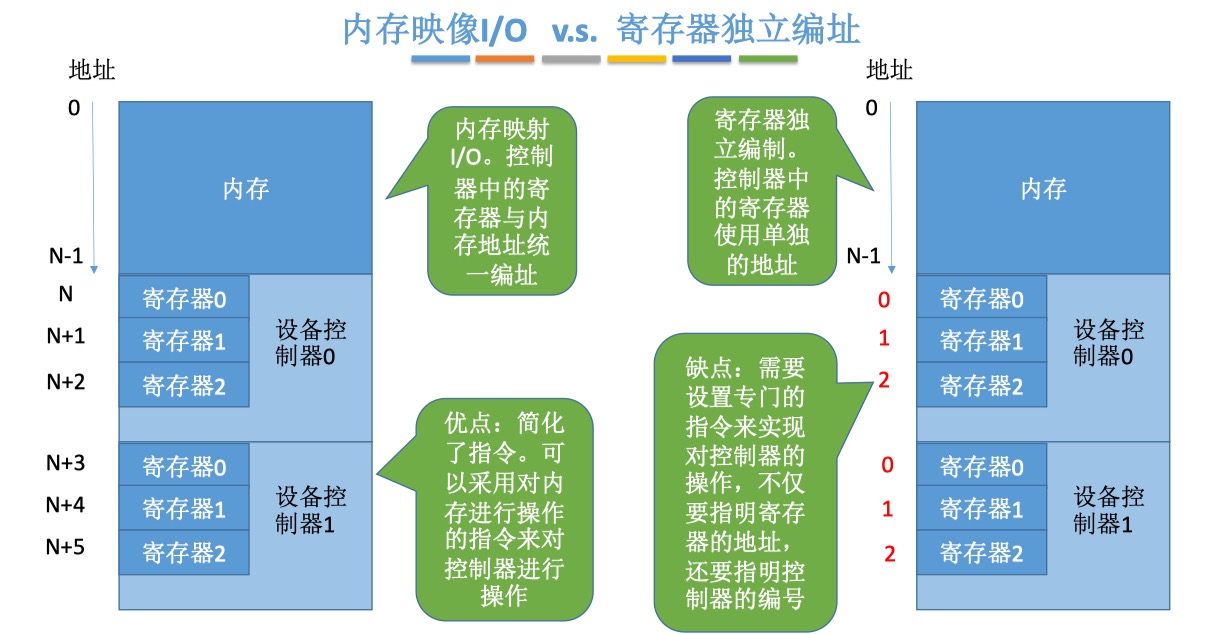 内存映像I/O v.s. 寄存器独立编址
地址
0
内存
N-1
N
寄存器0
N+1
寄存器1
N+2
寄存器2
设备控
制器0
N+3
寄存器0
N+4
寄存器1
N+5
寄存器2
设备控
制器1
内存映射
I/O。控制
器中的寄
存器与内
存地址统
一编址
优点：简化
了指令。可
以采用对内
存进行操作
的指令来对
控制器进行
操作
寄存器独
立编制。
控制器中
的寄存器
使用单独
的地址
缺点：需要
设置专门的
指令来实现
对控制器的
操作，不仅
要指明寄存
器的地址，
还要指明控
制器的编号
地址
0
内存
N-1
0
寄存器0
1
寄存器1
2
寄存器2
设备控
制器0
0
寄存器0
1
寄存器1
2
寄存器2
设备控
制器1